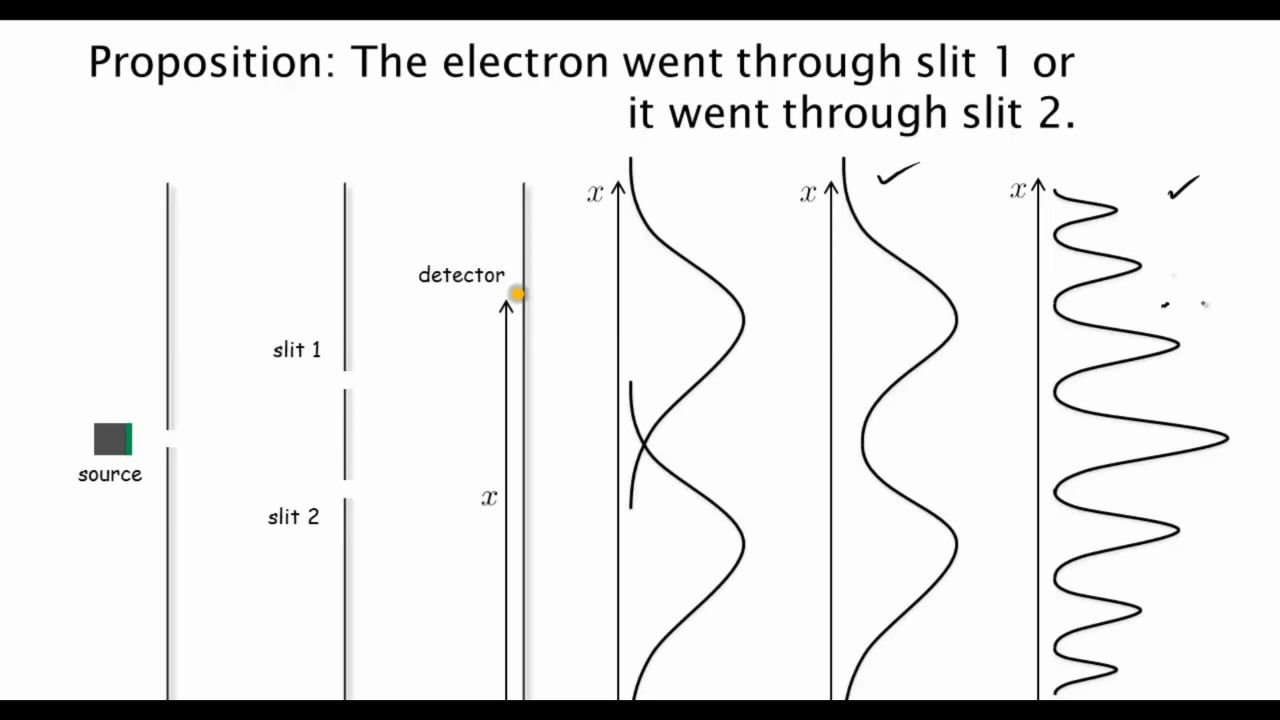 Proposition: The electron went through slit 1 or
it went through slit 2.
x
x
x
detector
slit 1
source
x
slit 2